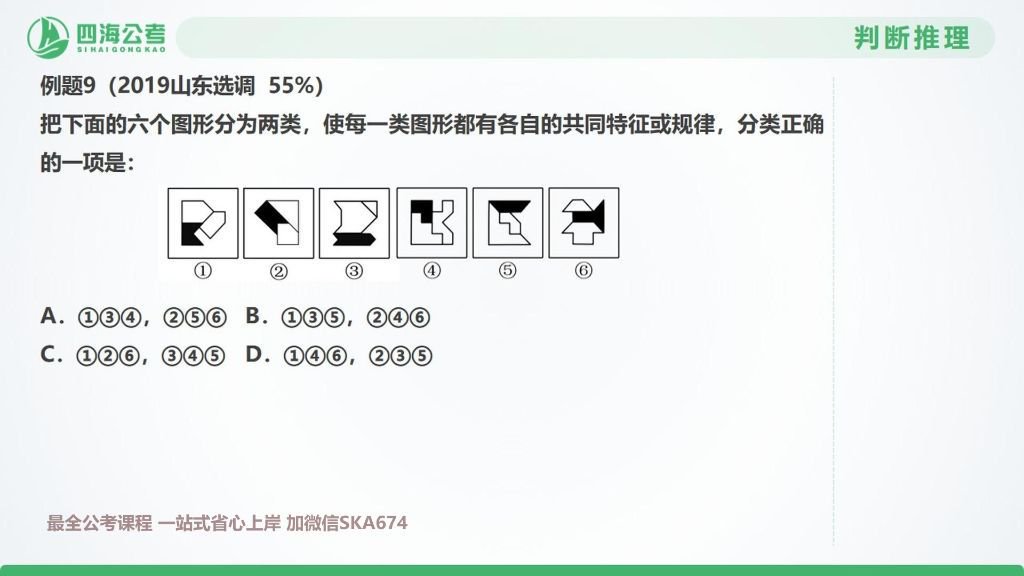 四海公考
SIHAIGONGKAO
判断推理
例题9（2019山东选调 55%）
把下面的六个图形分为两类，使每一类图形都有各自的共同特征或规律，分类正确
的一项是：
① ② ③ ④ ⑤ ⑥
A. ①③④，②⑤⑥ B. ①③⑤，②④⑥
C. ①②⑥，③④⑤ D. ①④⑥，②③⑤
最全公考课程 一站式省心上岸 加微信SKA674